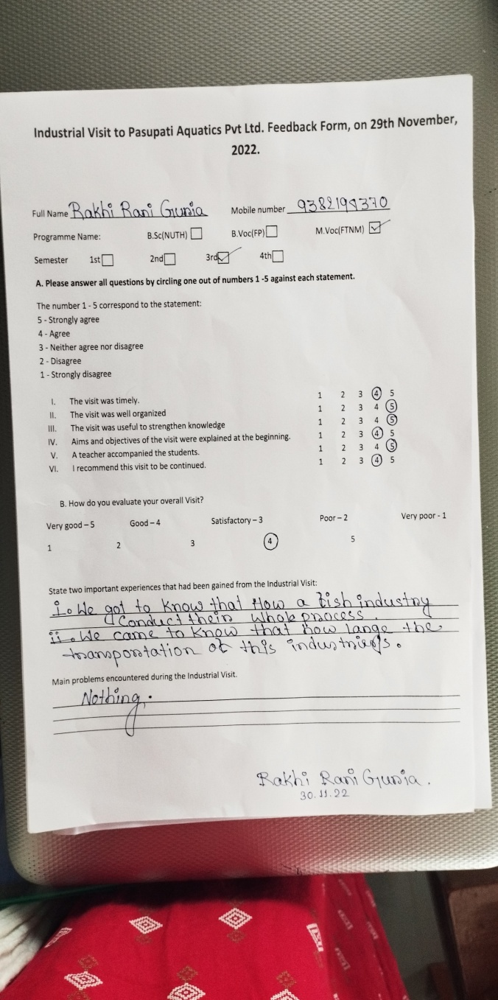 Industrial Visit to Pasupati Aquatics Pvt Ltd. Feedback Form, on 29th November,
2022.
Full Name Rakhi Rani Gunia Mobile number 9382199370
Programme Name: B.Sc(NUTH) B.Voc(FP) M.Voc(FTNM)
Semester 1st 2nd 3rd 4th
A. Please answer all questions by circling one out of numbers 1 -5 against each statement.
The number 1 - 5 correspond to the statement:
5 - Strongly agree
4 - Agree
3 - Neither agree nor disagree
2 - Disagree
1 - Strongly disagree
I. The visit was timely. 1 2 3 4 5
II. The visit was well organized 1 2 3 4 5
III. The visit was useful to strengthen knowledge 1 2 3 4 5
IV. Aims and objectives of the visit were explained at the beginning. 1 2 3 4 5
V. A teacher accompanied the students. 1 2 3 4 5
VI. I recommend this visit to be continued. 1 2 3 4 5
B. How do you evaluate your overall Visit?
Very good – 5 Good – 4 Satisfactory – 3 Poor – 2 Very poor - 1
1 2 3 4 5
State two important experiences that had been gained from the Industrial Visit:
i. We got to know that How a fish industry
conduct their whole process.
ii. We came to know that how large the
transportation of this
Main problems encountered during the Industrial Visit.
Nothing.
Rakhi Rani Gunia.
30.11.22